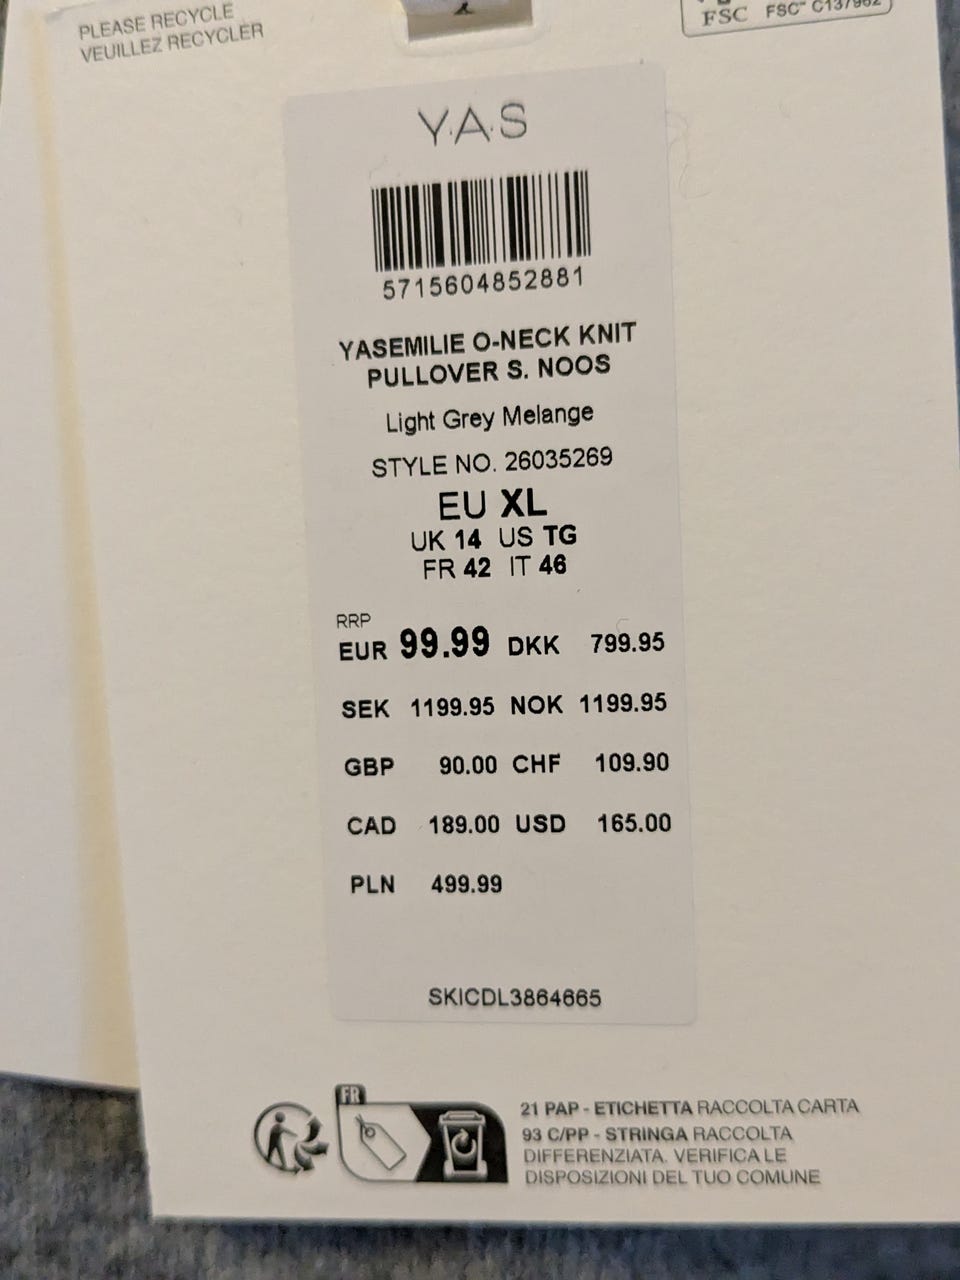 PLEASE RECYCLE
VEUILLEZ RECYCLER
FSC FSC™ C137962
Y.A.S
5715604852881
YASEMILIE O-NECK KNIT
PULLOVER S. NOOS
Light Grey Melange
STYLE NO. 26035269
EU XL
UK 14 US TG
FR 42 IT 46
RRP
EUR 99.99 DKK 799.95
SEK 1199.95 NOK 1199.95
GBP 90.00 CHF 109.90
CAD 189.00 USD 165.00
PLN 499.99
SKICDL3864665
FR
21 PAP - ETICHETTA RACCOLTA CARTA
93 C/PP - STRINGA RACCOLTA
DIFFERENZIATA. VERIFICA LE
DISPOSIZIONI DEL TUO COMUNE